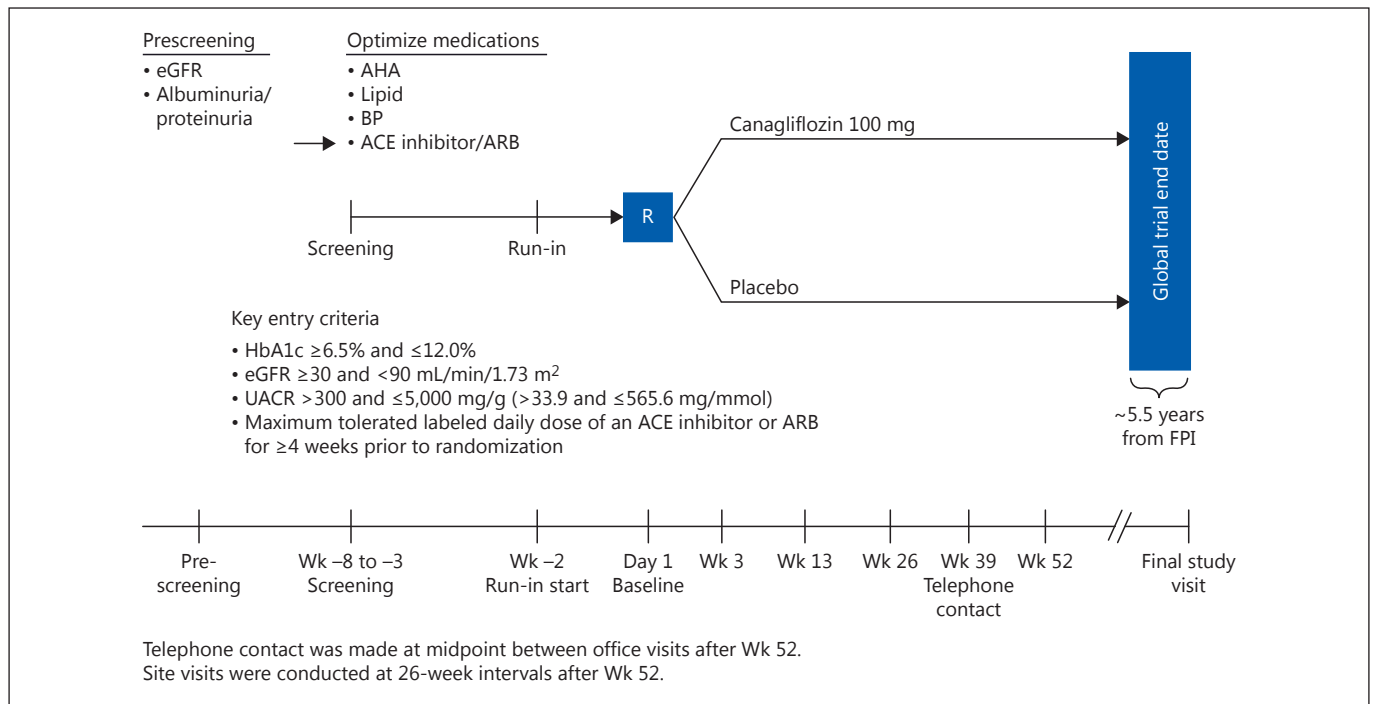 Prescreening
• eGFR
• Albuminuria/
proteinuria
Optimize medications
• AHA
• Lipid
• BP
• ACE inhibitor/ARB
Screening
Run-in
R
Canagliflozin 100 mg
Placebo
Global trial end date
~5.5 years
from FPI
Key entry criteria
• HbA1c ≥6.5% and ≤12.0%
• eGFR ≥30 and <90 mL/min/1.73 m²
• UACR >300 and ≤5,000 mg/g (>33.9 and ≤565.6 mg/mmol)
• Maximum tolerated labeled daily dose of an ACE inhibitor or ARB
for ≥4 weeks prior to randomization
Pre-
screening
Wk –8 to –3
Screening
Wk –2
Run-in start
Day 1
Baseline
Wk 3
Wk 13
Wk 26
Wk 39
Telephone
contact
Wk 52
Final study
visit
Telephone contact was made at midpoint between office visits after Wk 52.
Site visits were conducted at 26-week intervals after Wk 52.